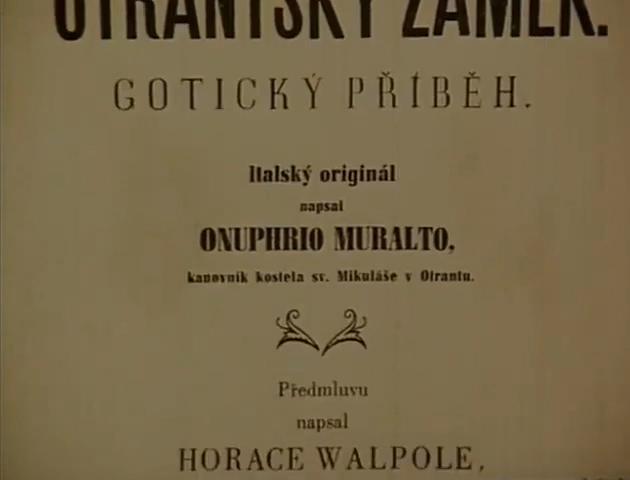 OTRANTSKÝ ZÁMEK.
GOTICKÝ PŘÍBĚH.
Italský originál
napsal
ONUPHRIO MURALTO,
kanovník kostela sv. Mikuláše v Otrantu.
Předmluvu
napsal
HORACE WALPOLE,